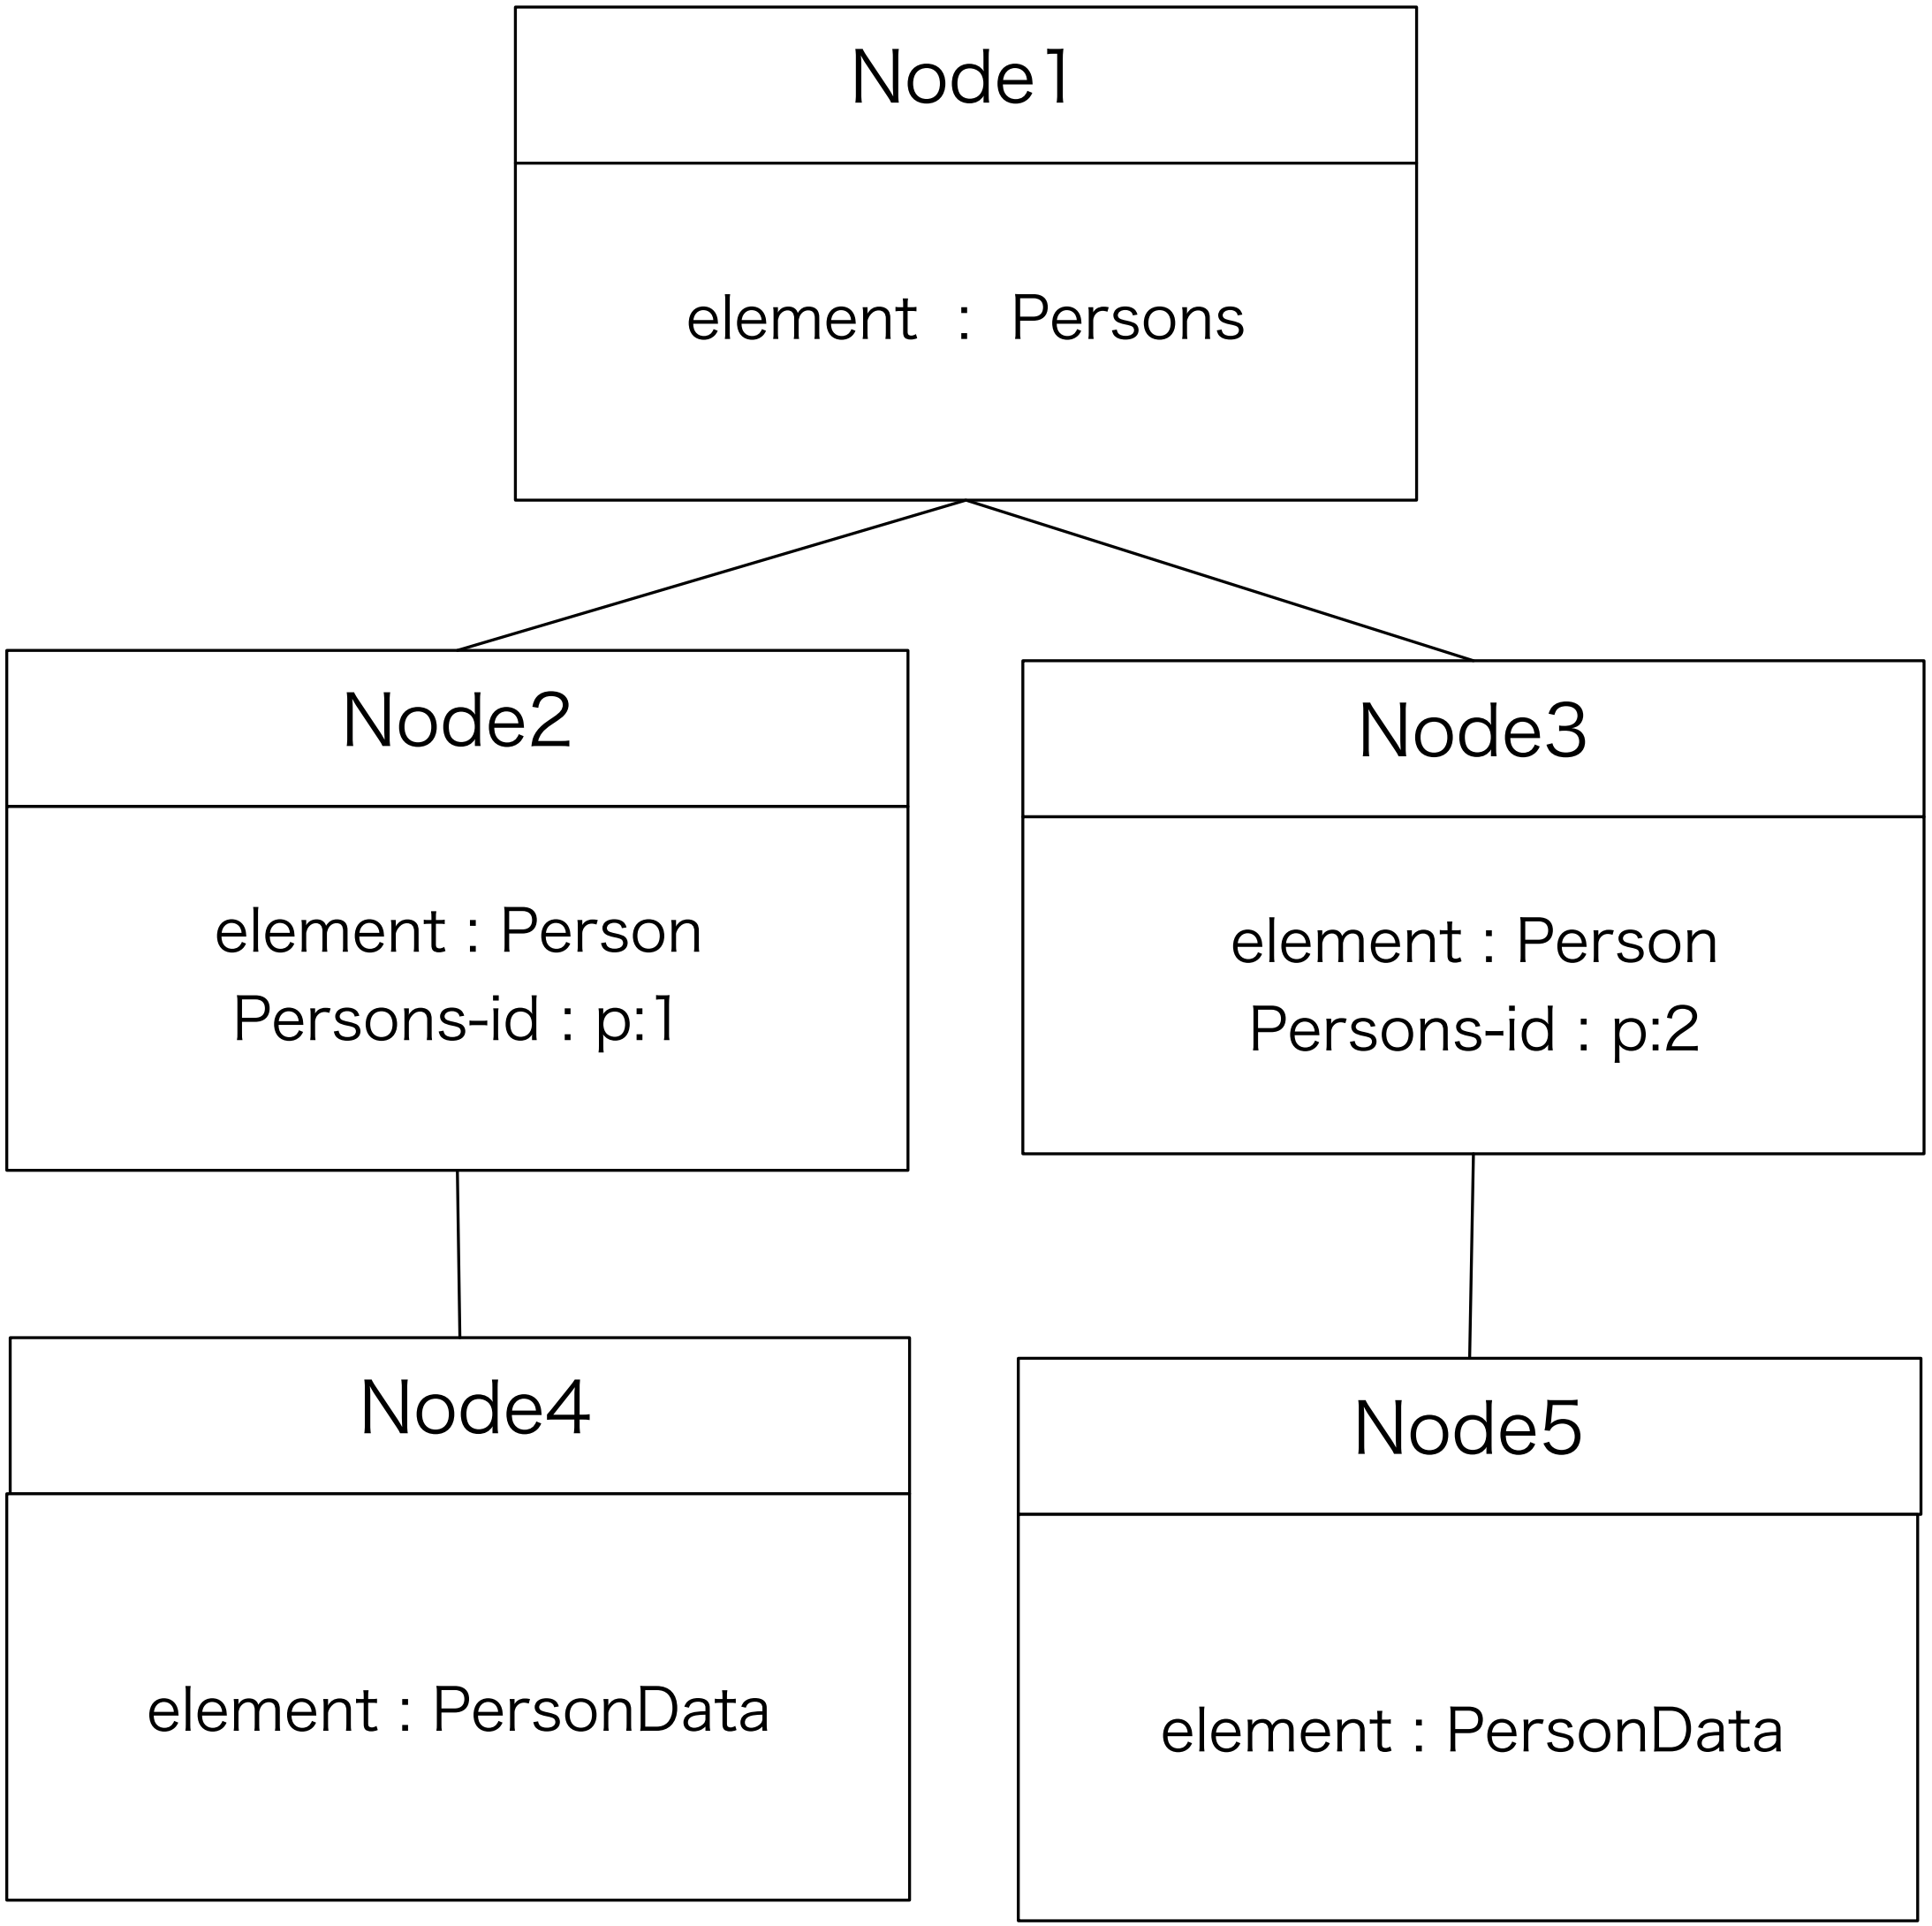 Node1
element : Persons
Node2
element : Person
Persons-id : p:1
Node3
element : Person
Persons-id : p:2
Node4
element : PersonData
Node5
element : PersonData